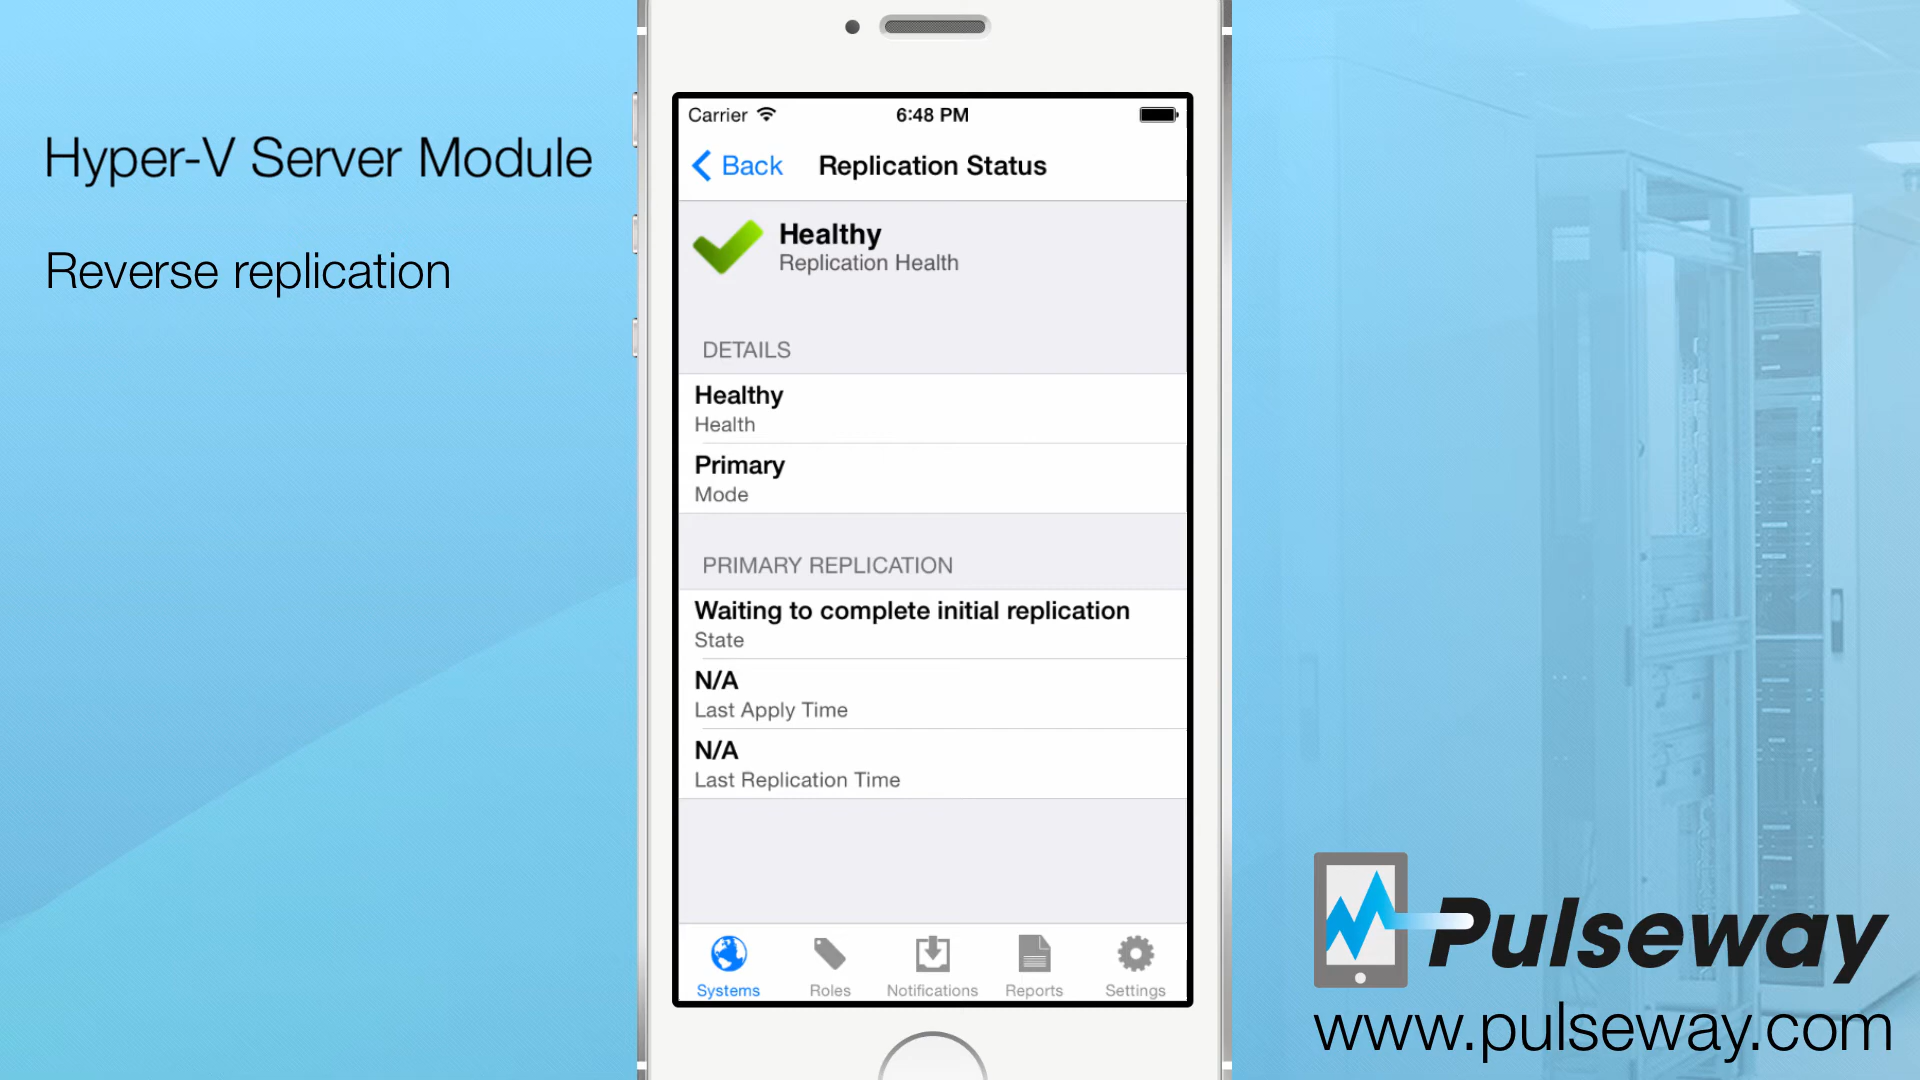 Hyper-V Server Module
Reverse replication
Carrier
6:48 PM
Back
Replication Status
Healthy
Replication Health
DETAILS
Healthy
Health
Primary
Mode
PRIMARY REPLICATION
Waiting to complete initial replication
State
N/A
Last Apply Time
N/A
Last Replication Time
Systems
Roles
Notifications
Reports
Settings
Pulseway
www.pulseway.com